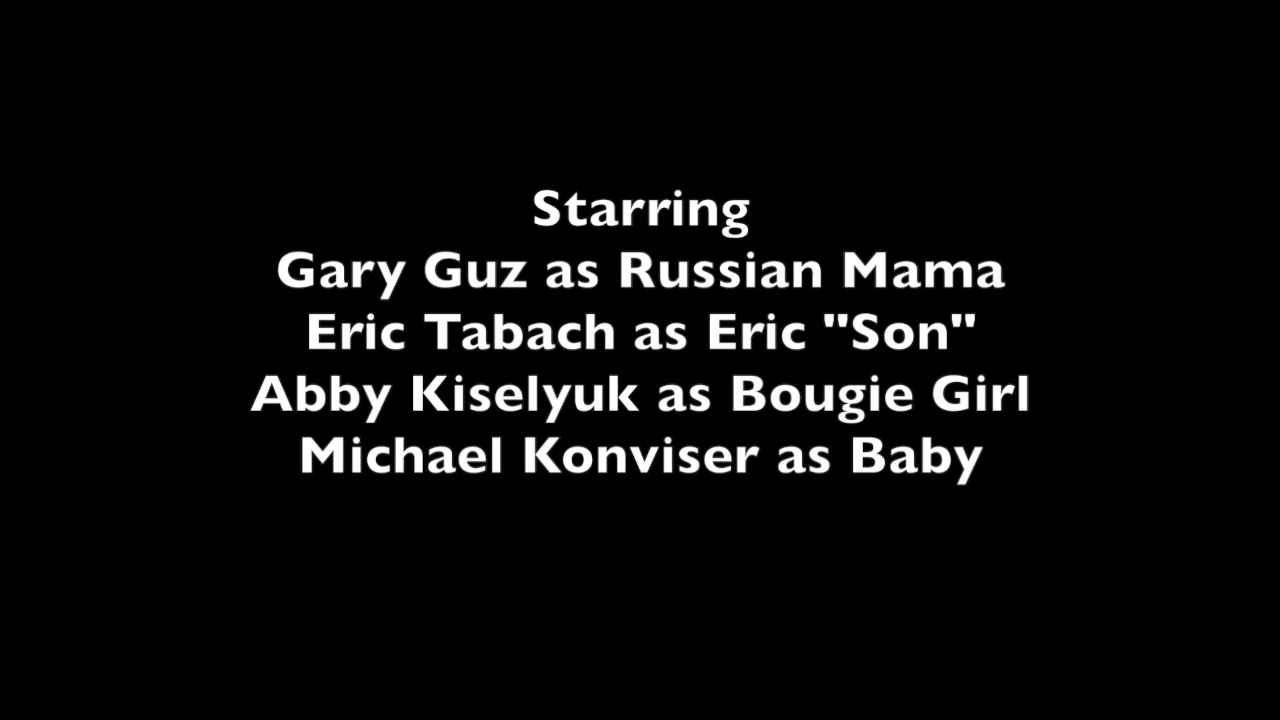 Starring
Gary Guz as Russian Mama
Eric Tabach as Eric "Son"
Abby Kiselyuk as Bougie Girl
Michael Konviser as Baby